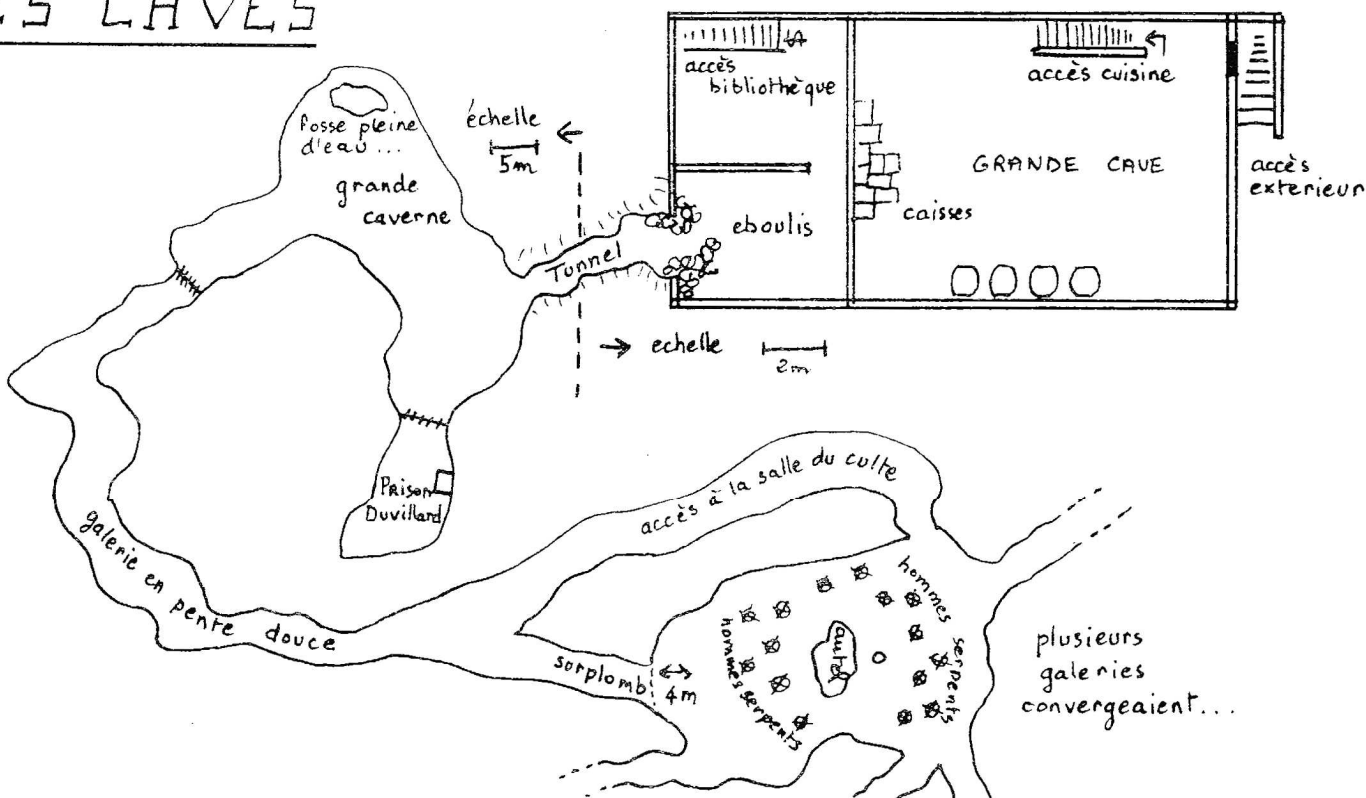 ES CAVES
accès
bibliothèque
accès cuisine
fosse pleine
d'eau...
échelle
5m
grande
caverne
GRANDE CAVE
accès
exterieur
caisses
eboulis
Tunnel
echelle
2m
Prison
Duvillard
accès à la salle du culte
galerie en pente douce
surplomb
4m
hommes serpents
autel
hommes serpents
plusieurs
galeries
convergeaient...